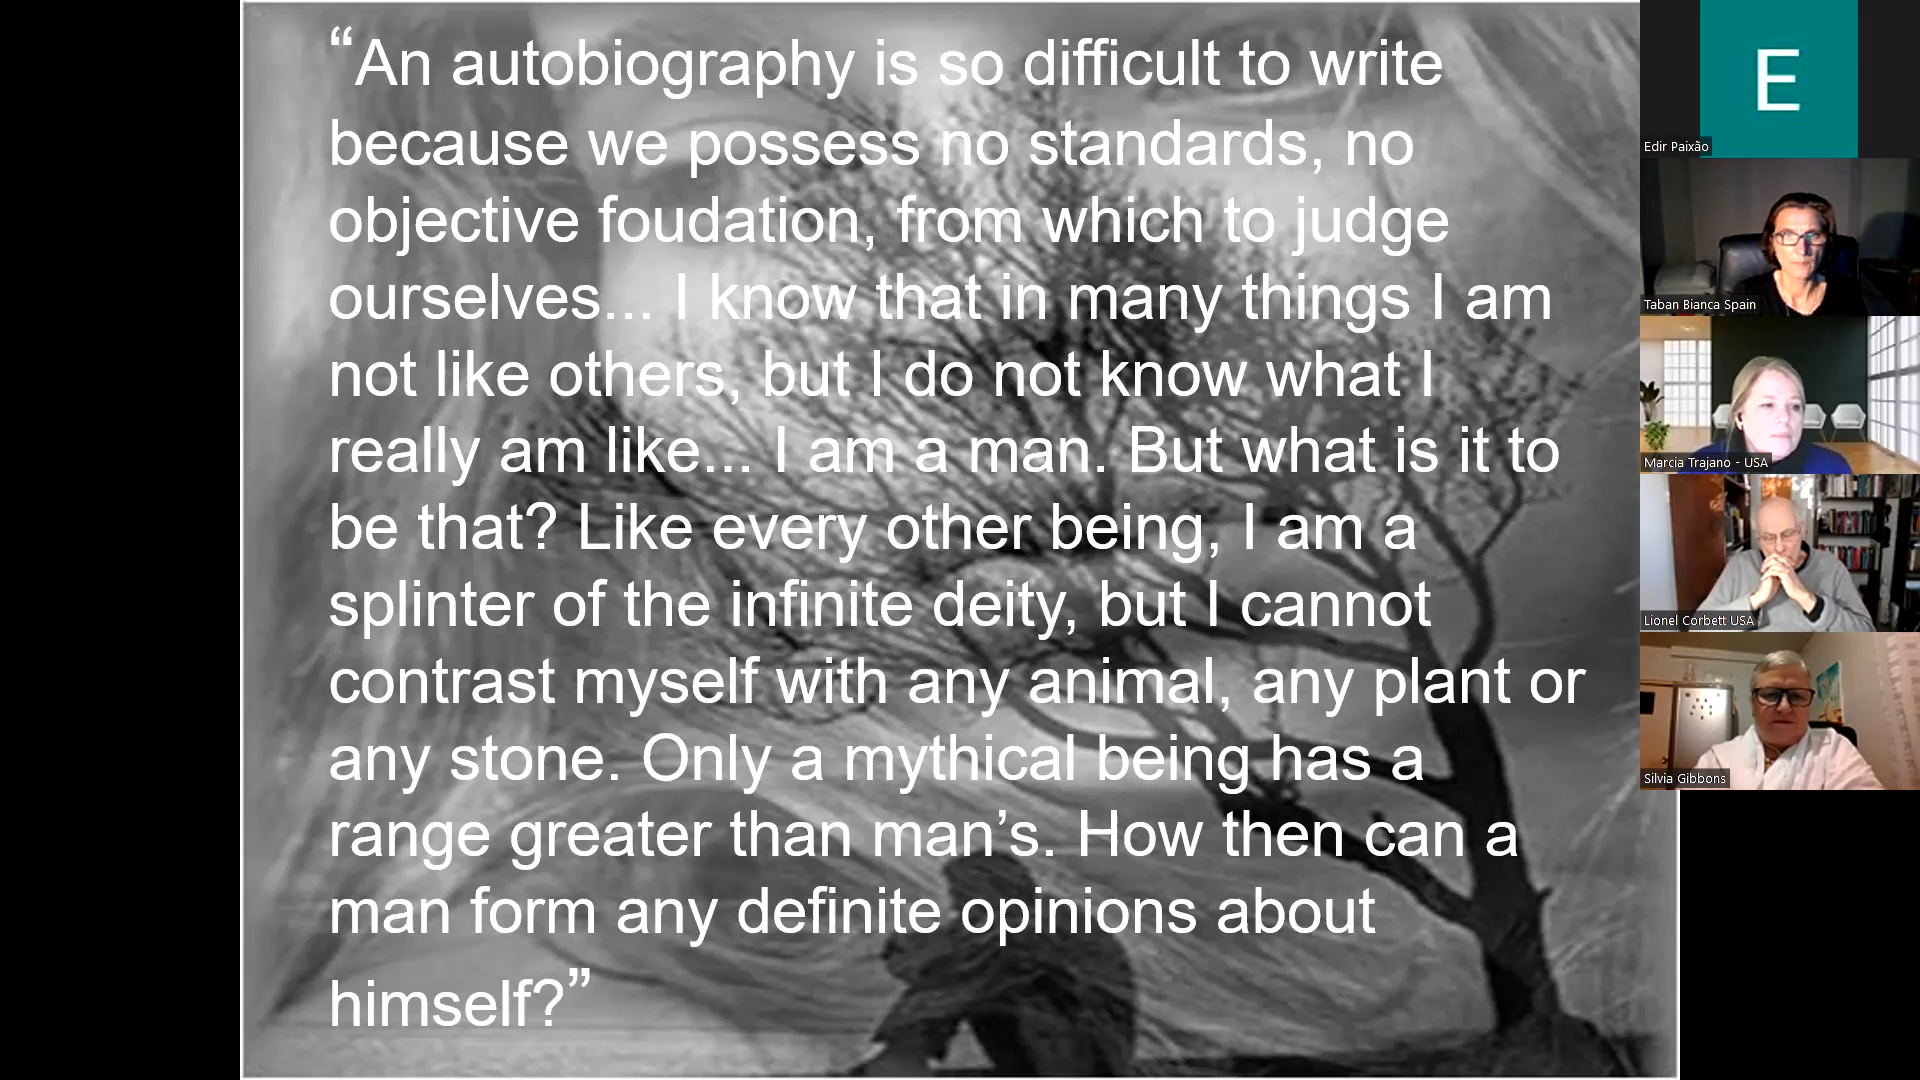 “An autobiography is so difficult to write
because we possess no standards, no
objective foudation, from which to judge
ourselves... I know that in many things I am
not like others, but I do not know what I
really am like... I am a man. But what is it to
be that? Like every other being, I am a
splinter of the infinite deity, but I cannot
contrast myself with any animal, any plant or
any stone. Only a mythical being has a
range greater than man’s. How then can a
man form any definite opinions about
himself?”
E
Edir Paixão
Taban Bianca Spain
Marcia Trajano - USA
Lionel Corbett USA
Silvia Gibbons